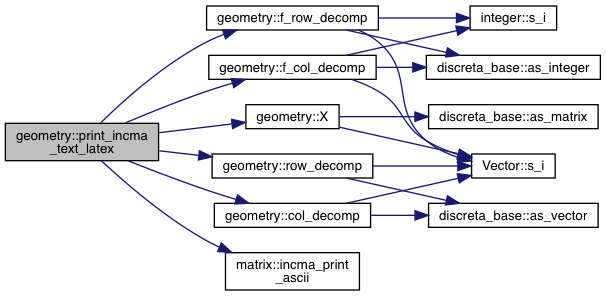 geometry::print_incma
_text_latex
geometry::f_row_decomp
geometry::f_col_decomp
geometry::X
geometry::row_decomp
geometry::col_decomp
matrix::incma_print
_ascii
integer::s_i
discreta_base::as_integer
discreta_base::as_matrix
Vector::s_i
discreta_base::as_vector